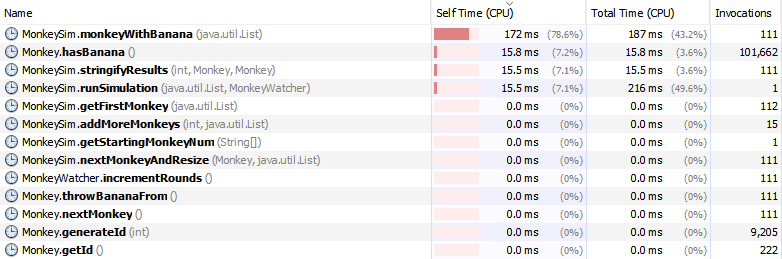 Name Self Time (CPU) Total Time (CPU) Invocations
MonkeySim.monkeyWithBanana (java.util.List) 172 ms (78.6%) 187 ms (43.2%) 111
Monkey.hasBanana () 15.8 ms (7.2%) 15.8 ms (3.6%) 101,662
MonkeySim.stringifyResults (int, Monkey, Monkey) 15.5 ms (7.1%) 15.5 ms (3.6%) 111
MonkeySim.runSimulation (java.util.List, MonkeyWatcher) 15.5 ms (7.1%) 216 ms (49.6%) 1
MonkeySim.getFirstMonkey (java.util.List) 0.0 ms (0%) 0.0 ms (0%) 112
MonkeySim.addMoreMonkeys (int, java.util.List) 0.0 ms (0%) 0.0 ms (0%) 15
MonkeySim.getStartingMonkeyNum (String[]) 0.0 ms (0%) 0.0 ms (0%) 1
MonkeySim.nextMonkeyAndResize (Monkey, java.util.List) 0.0 ms (0%) 0.0 ms (0%) 111
MonkeyWatcher.incrementRounds () 0.0 ms (0%) 0.0 ms (0%) 111
Monkey.throwBananaFrom () 0.0 ms (0%) 0.0 ms (0%) 111
Monkey.nextMonkey () 0.0 ms (0%) 0.0 ms (0%) 111
Monkey.generateId (int) 0.0 ms (0%) 0.0 ms (0%) 9,205
Monkey.getId () 0.0 ms (0%) 0.0 ms (0%) 222